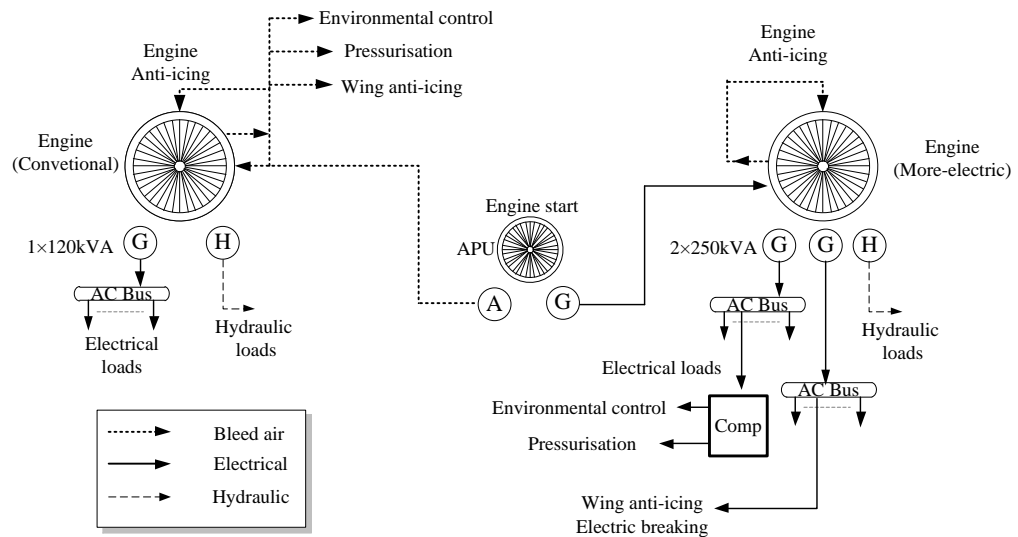 Environmental control
Pressurisation
Wing anti-icing
Engine
Anti-icing
Engine
(Convetional)
1×120kVA
G
H
AC Bus
Electrical
loads
Hydraulic
loads
Engine start
APU
A
G
Engine
Anti-icing
Engine
(More-electric)
2×250kVA
G
G
H
AC Bus
Hydraulic
loads
Electrical loads
AC Bus
Environmental control
Comp
Pressurisation
Wing anti-icing
Electric breaking
Bleed air
Electrical
Hydraulic